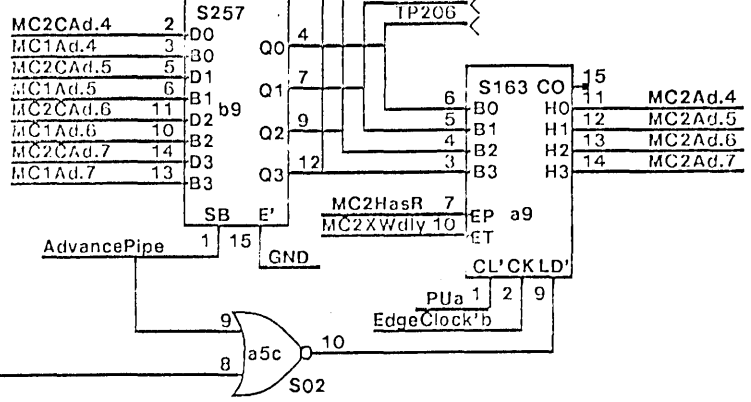 TP206
S257
MC2CAd.4 2 D0
MC1Ad.4 3 B0
MC2CAd.5 5 D1
MC1Ad.5 6 B1
MC2CAd.6 11 D2
MC1Ad.6 10 B2
MC2CAd.7 14 D3
MC1Ad.7 13 B3
b9
Q0 4
Q1 7
Q2 9
Q3 12
SB E'
1 15
AdvancePipe
GND
S163 CO 15
6 B0 H0 11 MC2Ad.4
5 B1 H1 12 MC2Ad.5
4 B2 H2 13 MC2Ad.6
3 B3 H3 14 MC2Ad.7
MC2HasR 7 EP a9
MC2XWdly 10 ET
CL' CK LD'
PUa 1 2 9
EdgeClock'b
9
8
a5c
10
S02